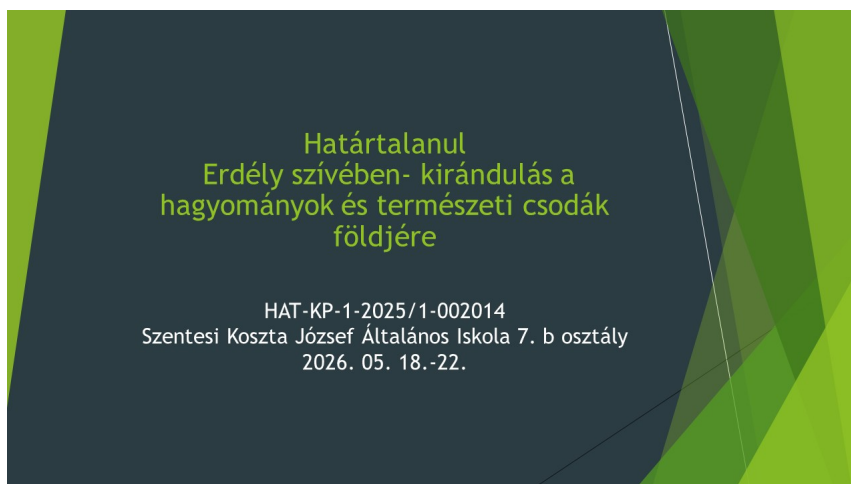 Határtalanul
Erdély szívében- kirándulás a
hagyományok és természeti csodák
földjére
HAT-KP-1-2025/1-002014
Szentesi Koszta József Általános Iskola 7. b osztály
2026. 05. 18.-22.